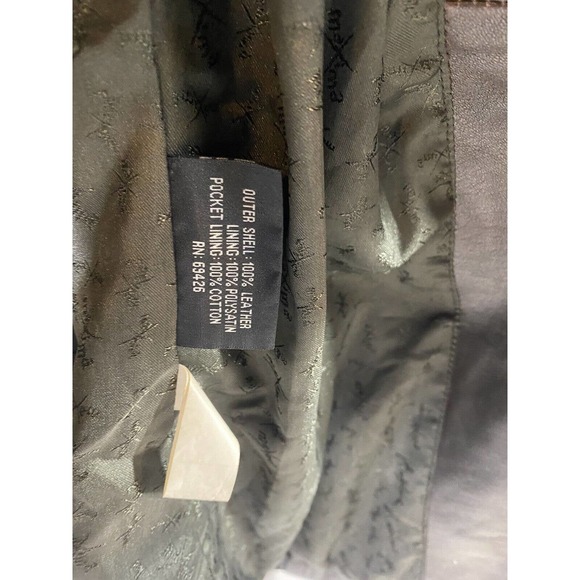 OUTER SHELL:100% LEATHER
LINING:100% POLYSATIN
POCKET LINING:100% COTTON
RN: 69426